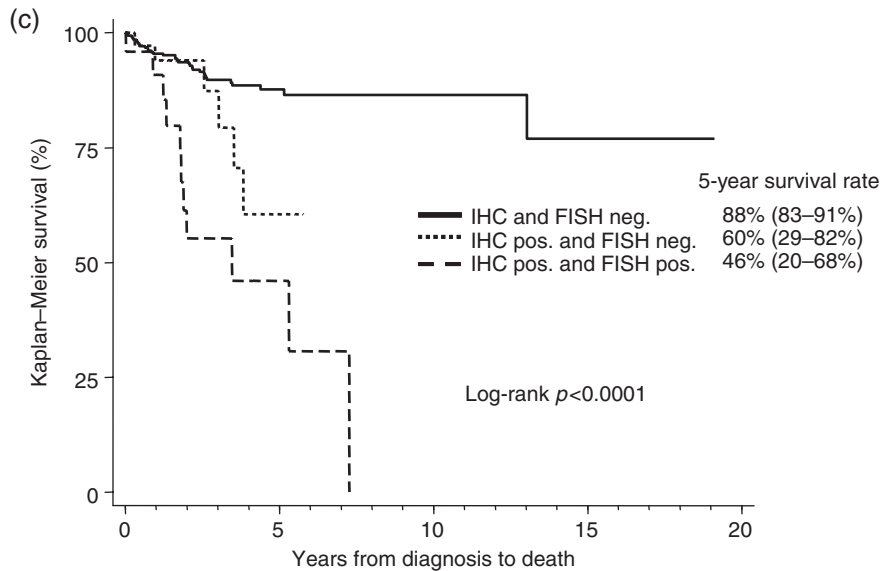 (c)
100
75
50
25
0
Kaplan–Meier survival (%)
5-year survival rate
IHC and FISH neg. 88% (83–91%)
IHC pos. and FISH neg. 60% (29–82%)
IHC pos. and FISH pos. 46% (20–68%)
Log-rank p<0.0001
0 5 10 15 20
Years from diagnosis to death